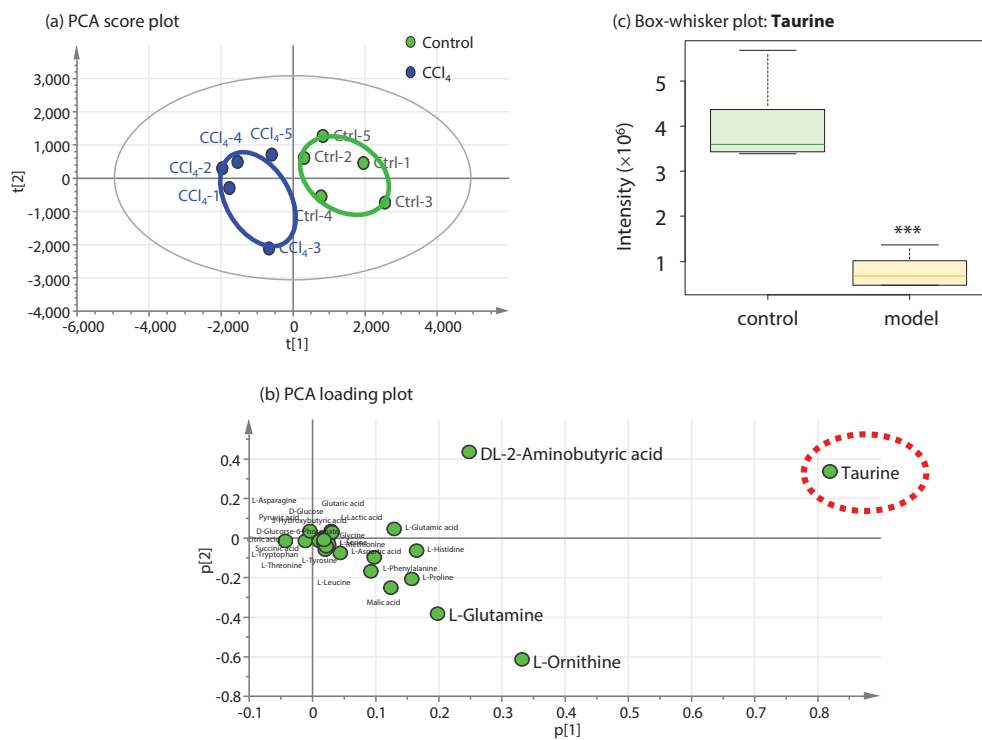 (a) PCA score plot
Control
CCl₄
3,000
2,000
1,000
0
-1,000
-2,000
-3,000
-4,000
t[2]
-6,000 -4,000 -2,000 0 2,000 4,000
t[1]
CCl₄-4
CCl₄-5
CCl₄-2
CCl₄-1
CCl₄-3
Ctrl-5
Ctrl-2
Ctrl-1
Ctrl-3
Ctrl-4
(c) Box-whisker plot: Taurine
Intensity (×10⁶)
5
4
3
2
1
***
control model
(b) PCA loading plot
0.4
0.2
0
-0.2
-0.4
-0.6
-0.8
p[2]
-0.1 0 0.1 0.2 0.3 0.4 0.5 0.6 0.7 0.8
p[1]
DL-2-Aminobutyric acid
Taurine
L-Asparagine
Glutaric acid
D-Glucose
Pyruvic acid
3-Hydroxybutyric acid
L-Lactic acid
L-Glutamic acid
D-Glucorse-6-Phosphate
Glycine
Citric acid
L-Serine
L-Methionine
Succinic acid
L-Aspartic acid
L-Histidine
L-Tryptophan
L-Tyrosine
L-Threonine
L-Phenylalanine
L-Proline
L-Leucine
Malic acid
L-Glutamine
L-Ornithine